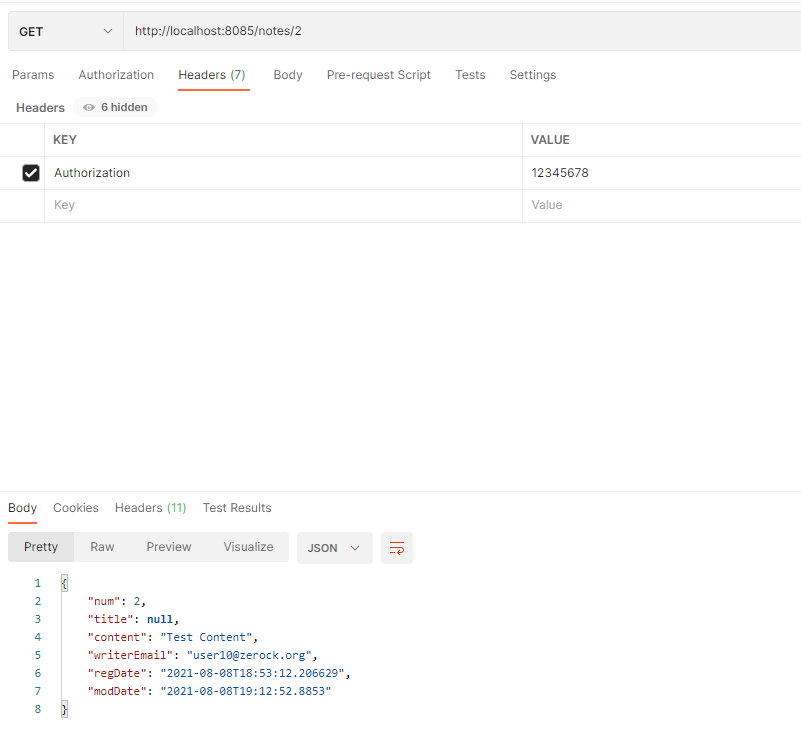 GET http://localhost:8085/notes/2
Params Authorization Headers (7) Body Pre-request Script Tests Settings
Headers 6 hidden
KEY VALUE
Authorization 12345678
Key Value
Body Cookies Headers (11) Test Results
Pretty Raw Preview Visualize JSON
1 {
2 "num": 2,
3 "title": null,
4 "content": "Test Content",
5 "writerEmail": "user10@zerock.org",
6 "regDate": "2021-08-08T18:53:12.206629",
7 "modDate": "2021-08-08T19:12:52.8853"
8 }